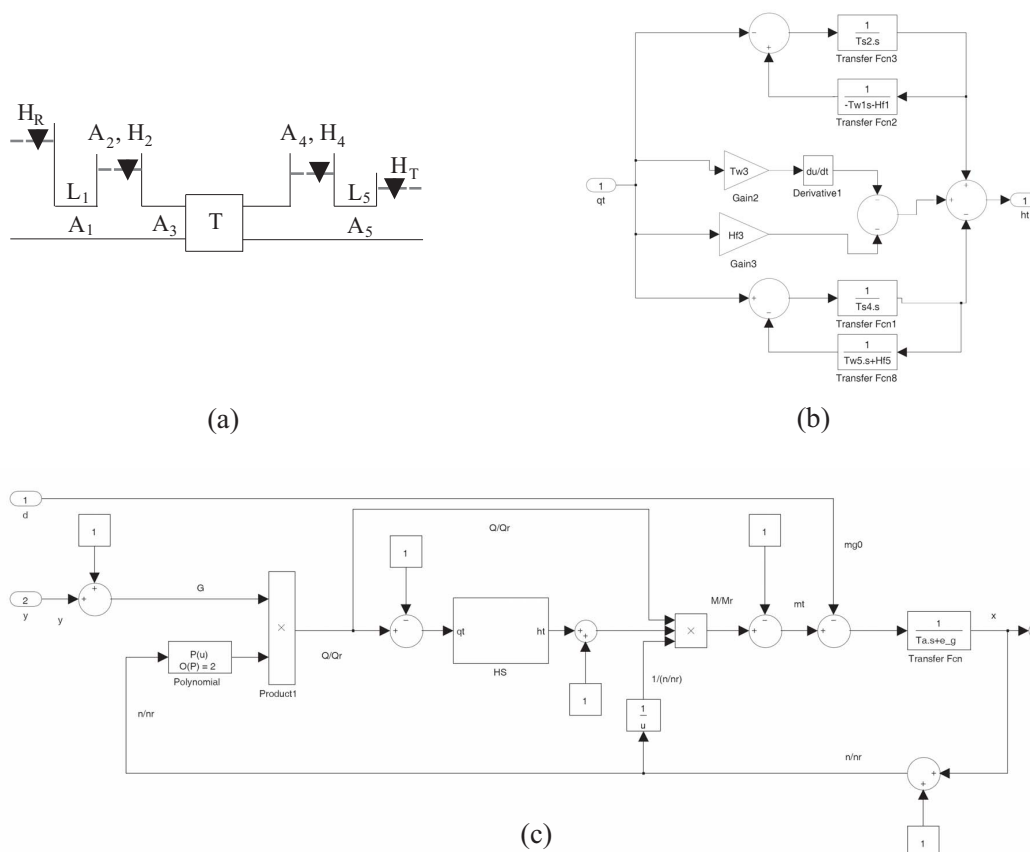 H_R
A_2, H_2
A_4, H_4
H_T
L_1
L_5
T
A_1
A_3
A_5
(a)
-
+
1
Ts2.s
Transfer Fcn3
1
-Tw1s-Hf1
Transfer Fcn2
1
qt
Tw3
Gain2
du/dt
Derivative1
Hf3
Gain3
-
-
+
+
-
1
ht
+
-
1
Ts4.s
Transfer Fcn1
1
Tw5.s+Hf5
Transfer Fcn8
(b)
1
d
1
2
y
y
+
+
G
P(u)
O(P) = 2
Polynomial
n/nr
×
Product1
Q/Qr
1
-
+
qt
ht
HS
+
+
1
Q/Qr
×
1/(n/nr)
1
u
M/Mr
1
-
+
mt
mg0
-
+
1
Ta.s+e_g
Transfer Fcn
x
n/nr
+
+
1
(c)